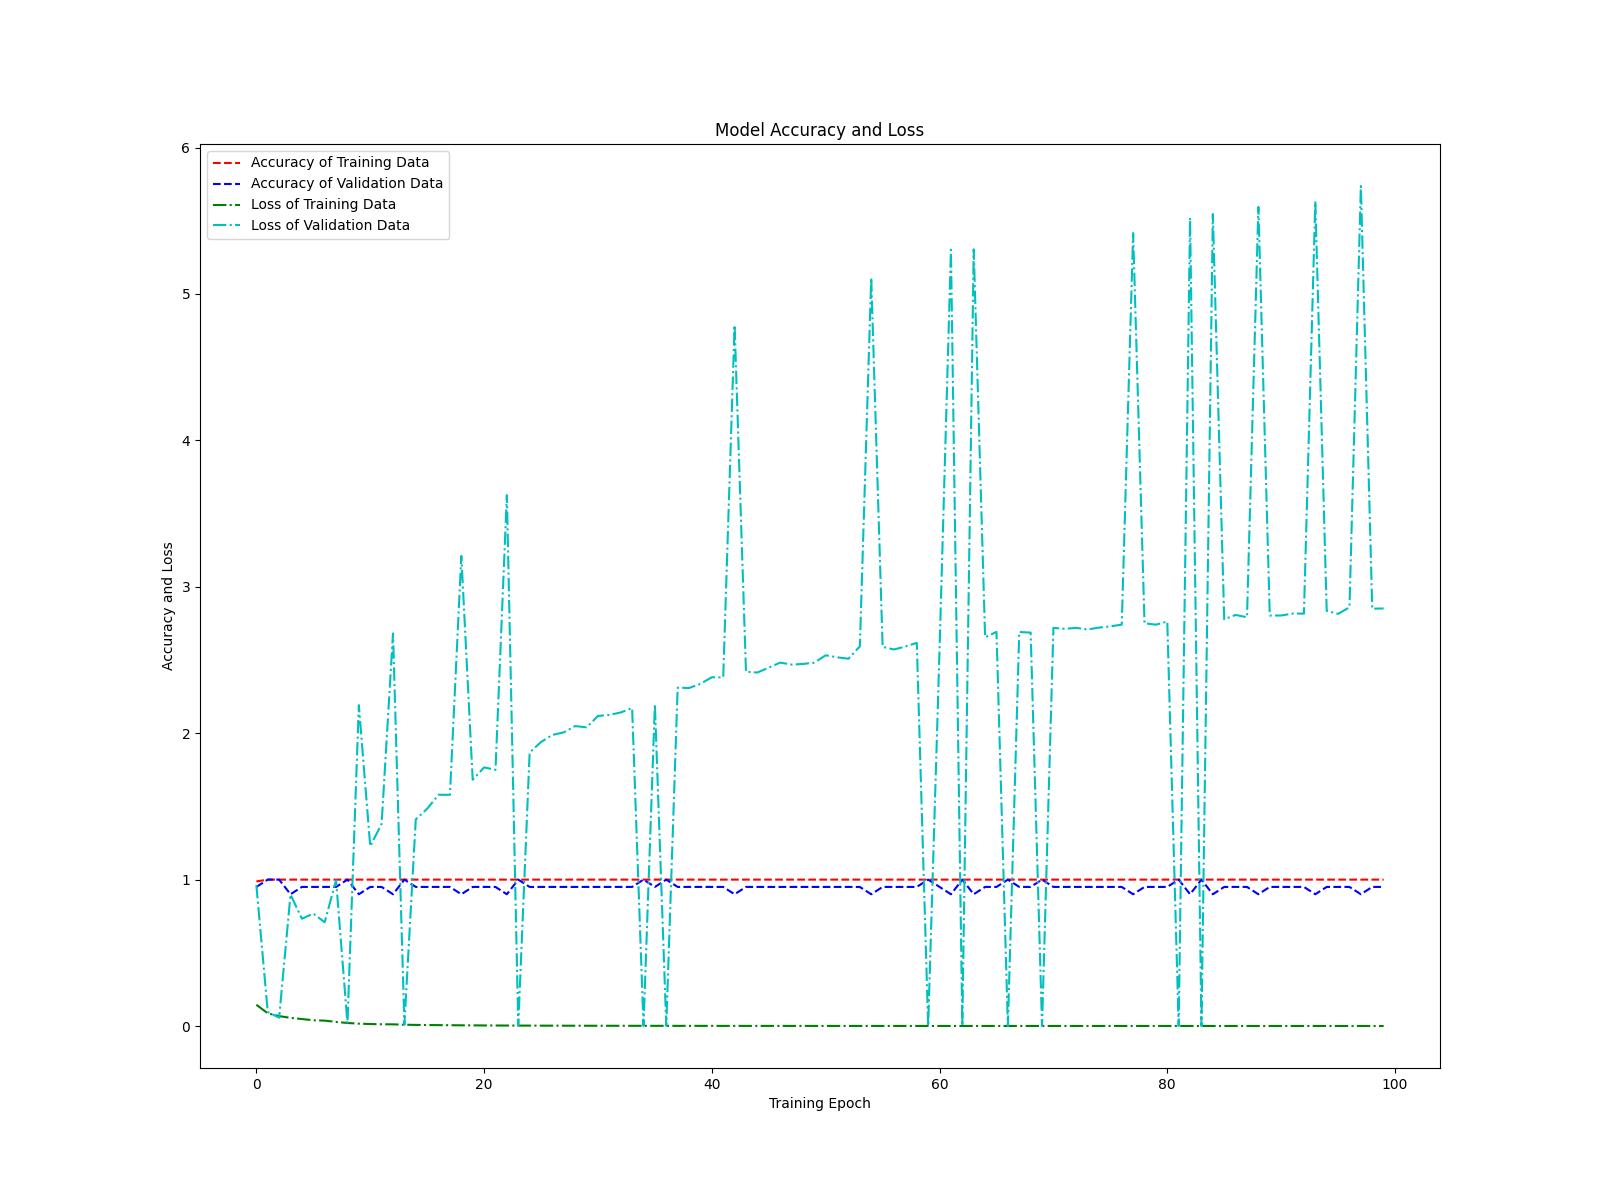 Model Accuracy and Loss
6
5
4
3
2
1
0
Accuracy and Loss
Accuracy of Training Data
Accuracy of Validation Data
Loss of Training Data
Loss of Validation Data
0 20 40 60 80 100
Training Epoch